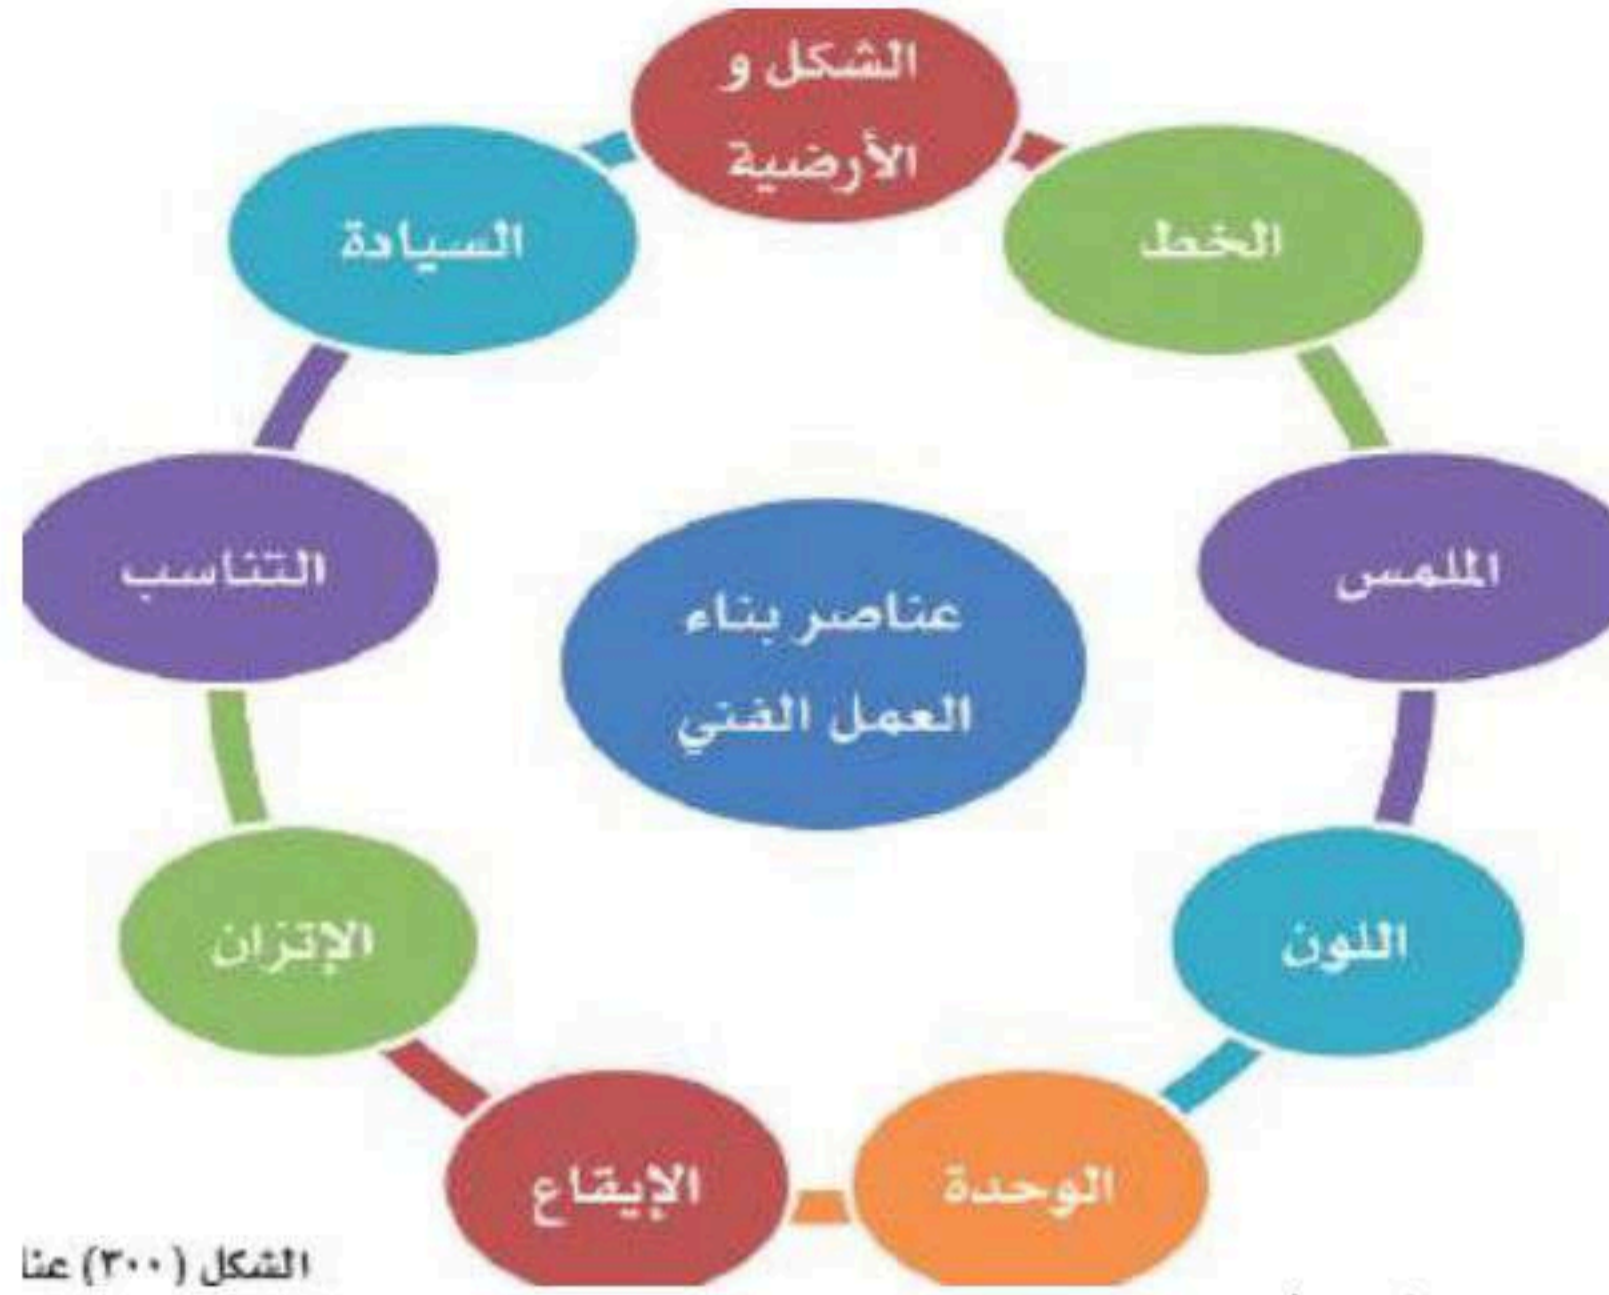 الشكل و
الأرضية
الخط
الملمس
اللون
الوحدة
الإيقاع
الإتزان
التناسب
السيادة
عناصر بناء
العمل الفني
الشكل (٣٠٠)